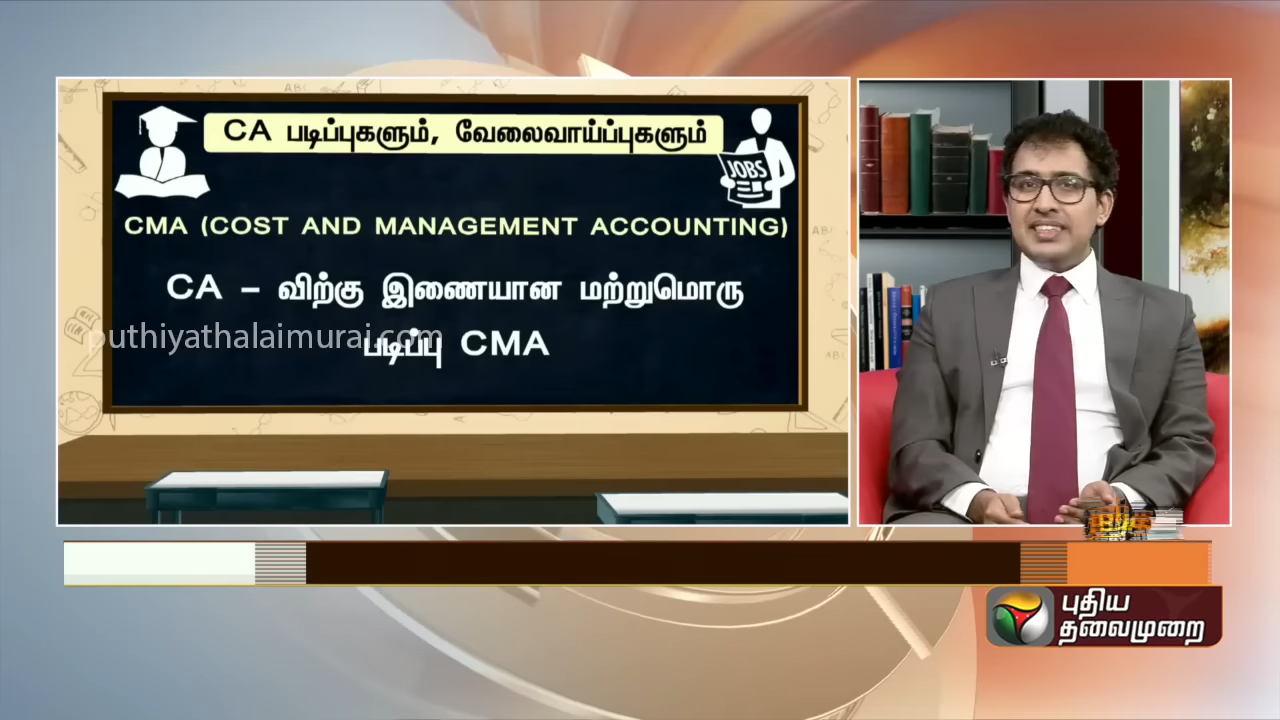 CA படிப்புகளும், வேலைவாய்ப்புகளும்
JOBS
CMA (COST AND MANAGEMENT ACCOUNTING)
CA – விற்கு இணையான மற்றுமொரு
படிப்பு CMA
puthiyathalaimurai.com
புதிய
தலைமுறை